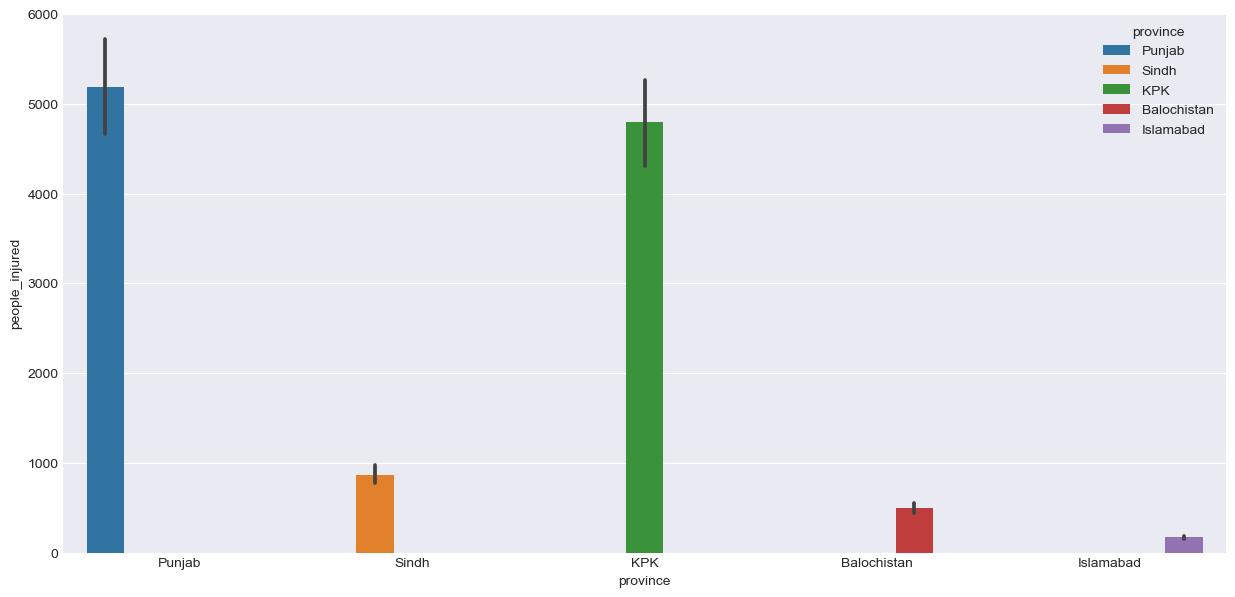 6000
5000
4000
3000
2000
1000
0
people_injured
province
Punjab
Sindh
KPK
Balochistan
Islamabad
Punjab
Sindh
KPK
Balochistan
Islamabad
province